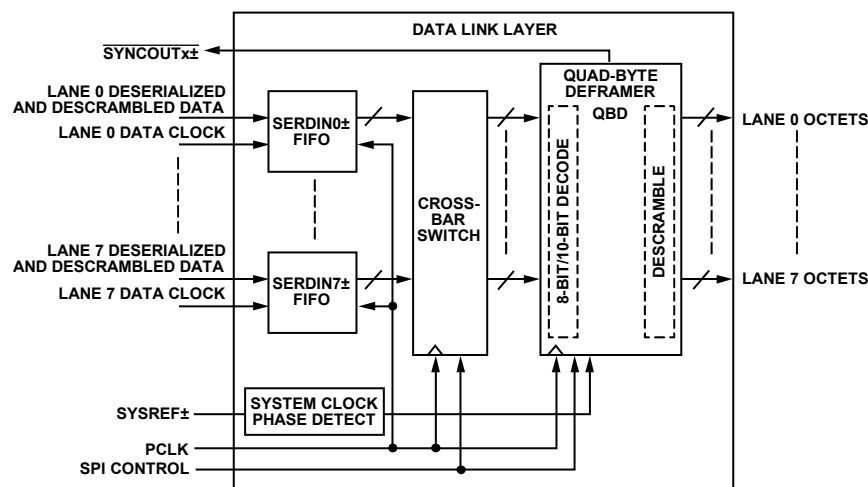 DATA LINK LAYER
SYNCOUTx±
QUAD-BYTE
DEFRAMER
QBD
LANE 0 DESERIALIZED
AND DESCRAMBLED DATA
LANE 0 DATA CLOCK
SERDIN0±
FIFO
LANE 0 OCTETS
CROSS-
BAR
SWITCH
8-BIT/10-BIT DECODE
DESCRAMBLE
LANE 7 DESERIALIZED
AND DESCRAMBLED DATA
LANE 7 DATA CLOCK
SERDIN7±
FIFO
LANE 7 OCTETS
SYSREF±
SYSTEM CLOCK
PHASE DETECT
PCLK
SPI CONTROL